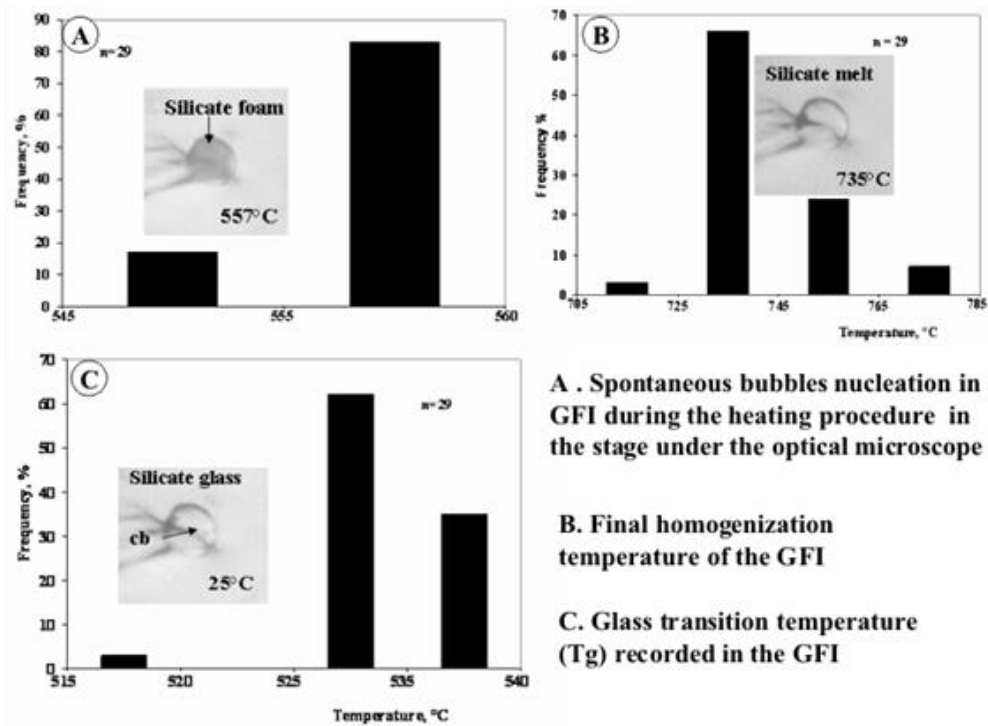 A
n=29
Frequency, %
90
80
70
60
50
40
30
20
10
0
Silicate foam
557°C
545
555
560
B
n = 29
Frequency %
70
60
50
40
30
20
10
0
Silicate melt
735°C
705
725
745
765
785
Temperature, °C
C
n=29
Frequency, %
70
60
50
40
30
20
10
0
Silicate glass
cb
25°C
515
520
525
535
540
Temperature, °C
A . Spontaneous bubbles nucleation in
GFI during the heating procedure in
the stage under the optical microscope
B. Final homogenization
temperature of the GFI
C. Glass transition temperature
(Tg) recorded in the GFI